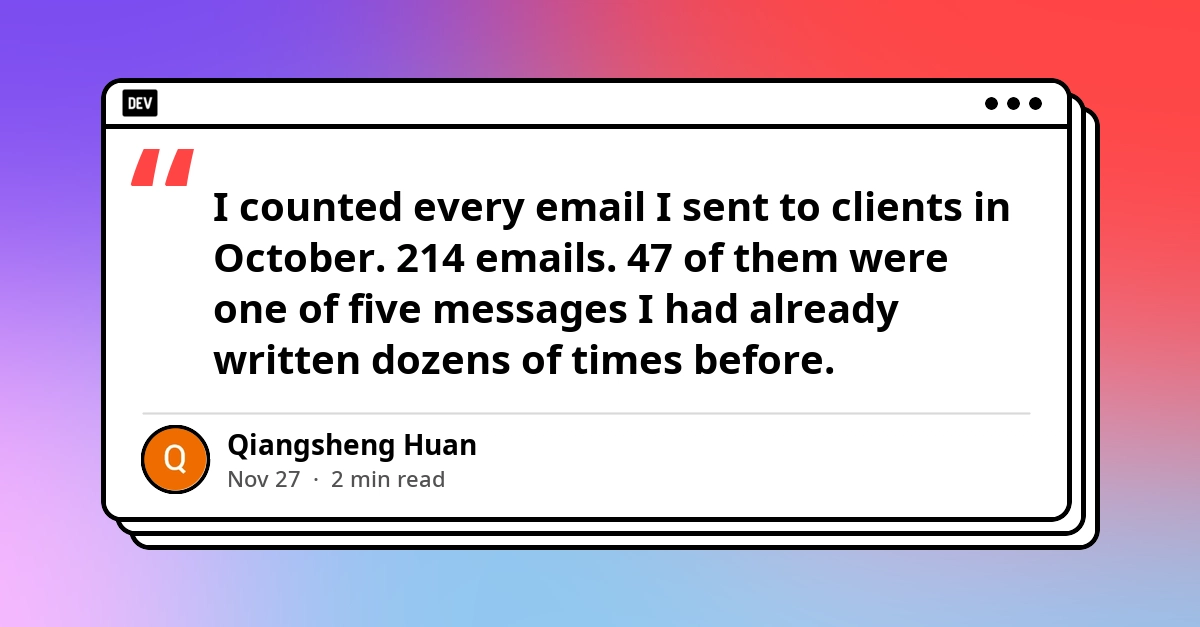 DEV
“
I counted every email I sent to clients in
October. 214 emails. 47 of them were
one of five messages I had already
written dozens of times before.
Q
Qiangsheng Huan
Nov 27 · 2 min read